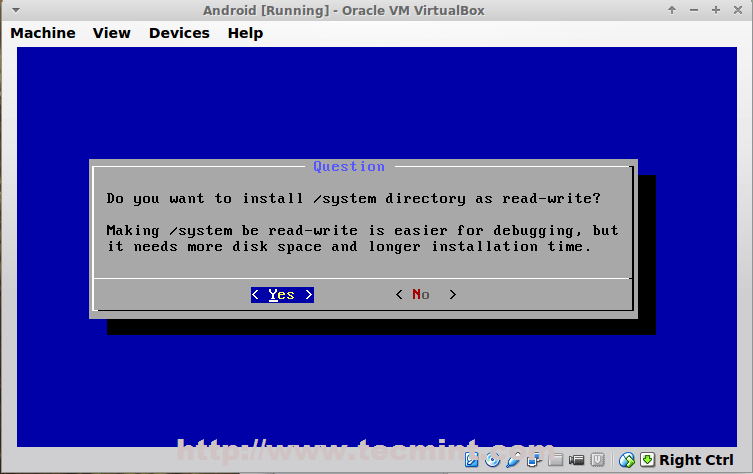 Android [Running] - Oracle VM VirtualBox
Machine View Devices Help
Question
Do you want to install /system directory as read-write?
Making /system be read-write is easier for debugging, but
it needs more disk space and longer installation time.
< Yes > < No >
http://www.tecmint.com
Right Ctrl